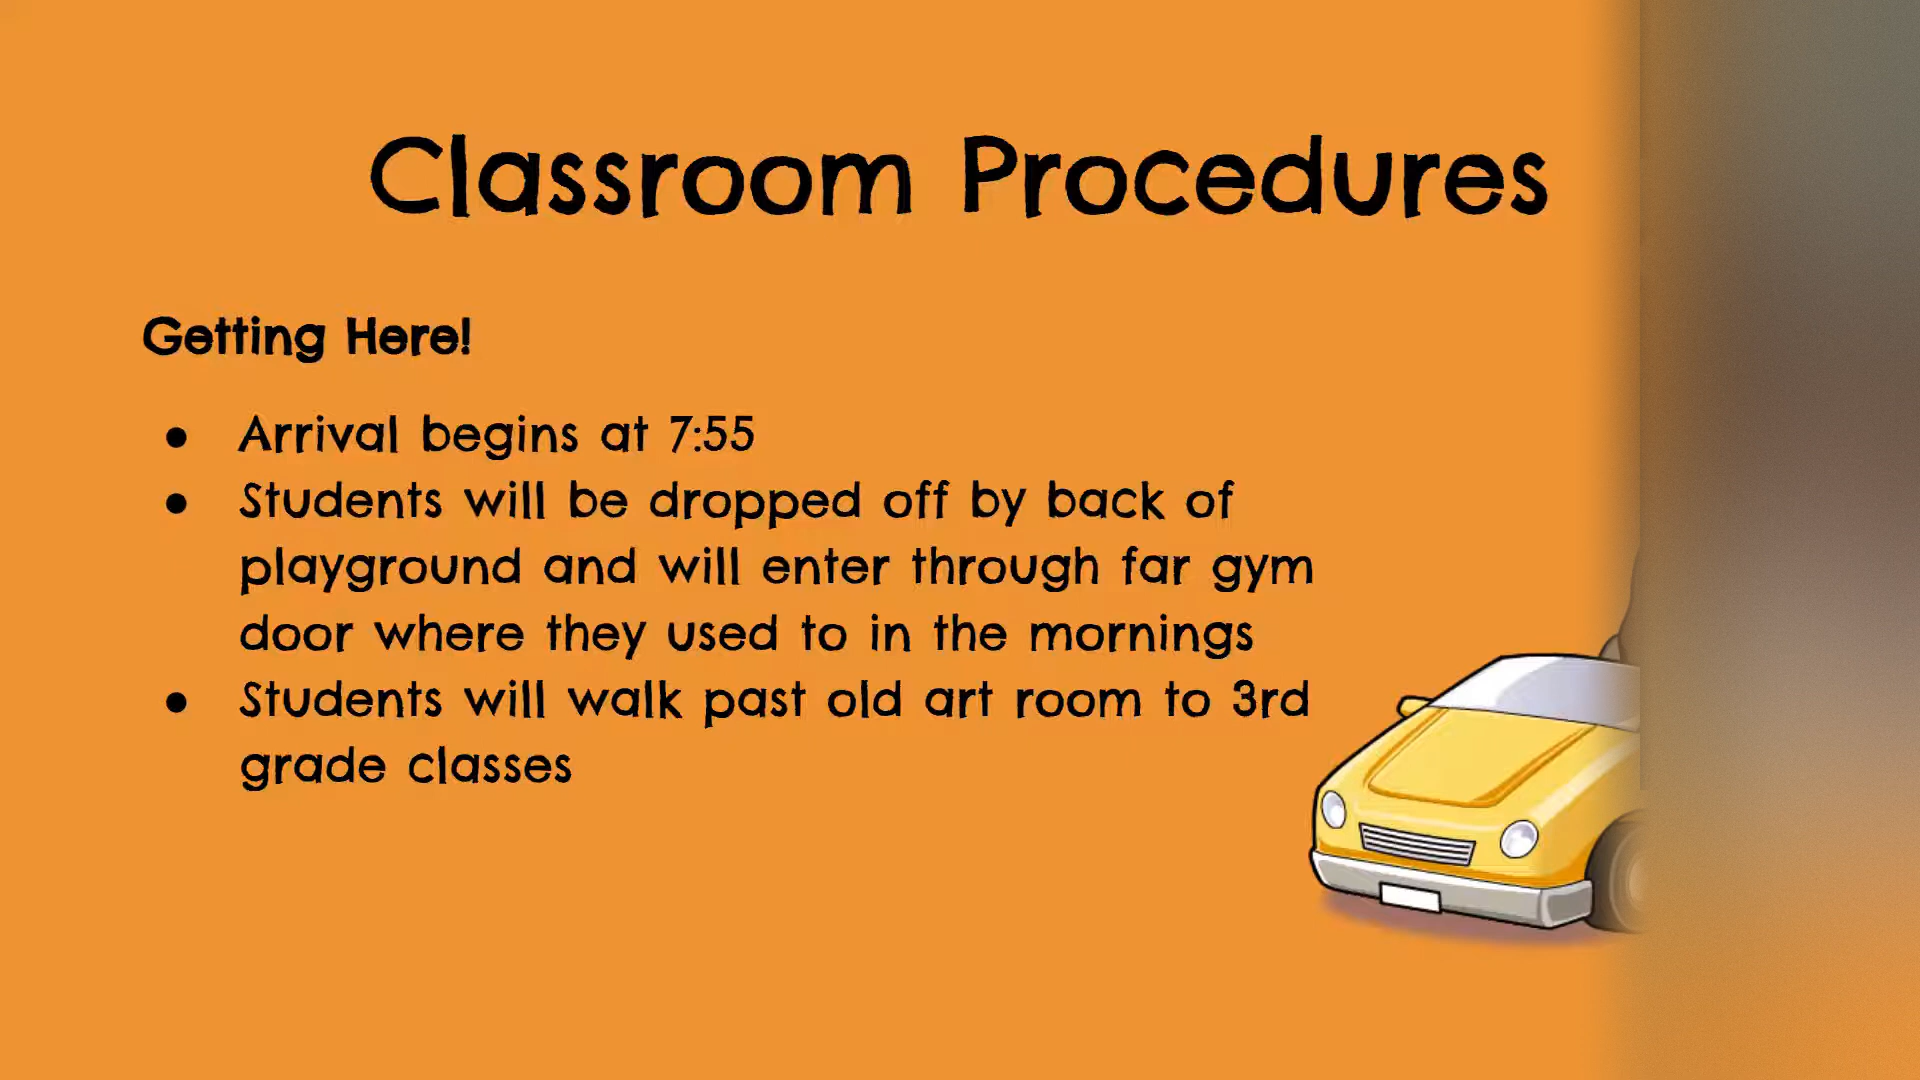 Classroom Procedures
Getting Here!
● Arrival begins at 7:55
● Students will be dropped off by back of
playground and will enter through far gym
door where they used to in the mornings
● Students will walk past old art room to 3rd
grade classes